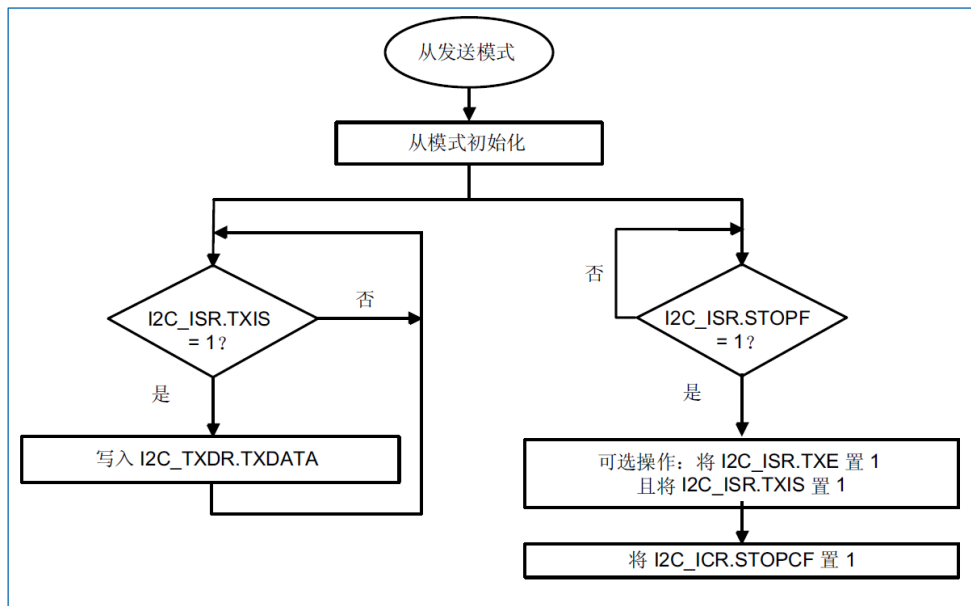 从发送模式
从模式初始化
I2C_ISR.TXIS
= 1？
否
是
写入 I2C_TXDR.TXDATA
否
I2C_ISR.STOPF
= 1？
是
可选操作：将 I2C_ISR.TXE 置 1
且将 I2C_ISR.TXIS 置 1
将 I2C_ICR.STOPCF 置 1